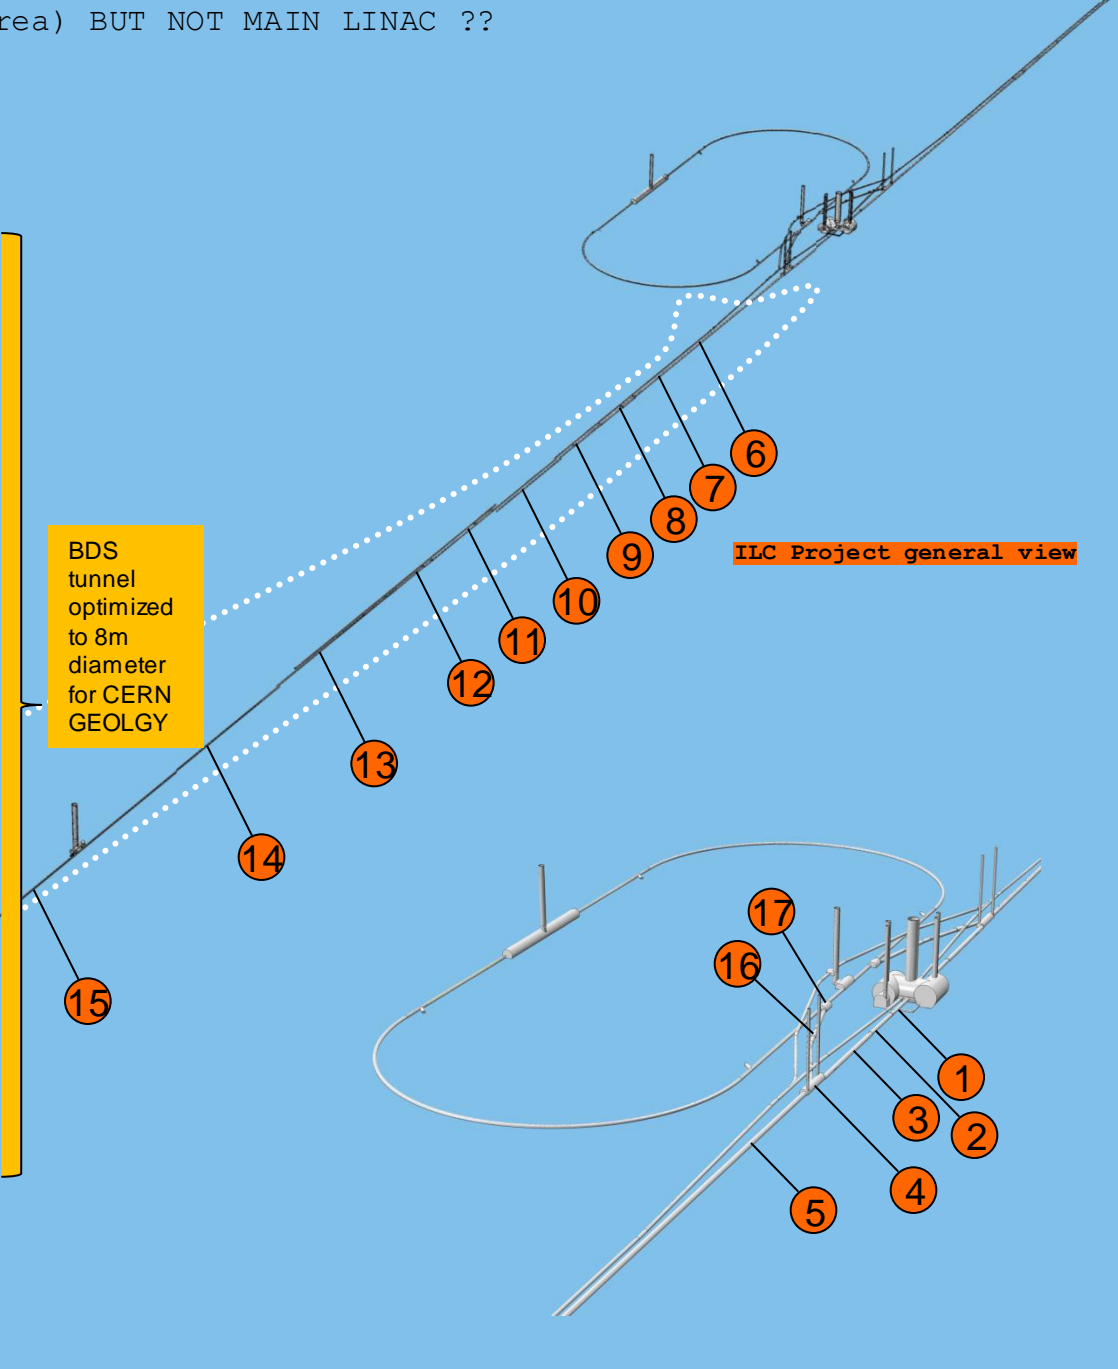 rea) BUT NOT MAIN LINAC ??
6
7
8
9
10
11
12
13
14
15
ILC Project general view
BDS
tunnel
optimized
to 8m
diameter
for CERN
GEOLGY
17
16
1
2
3
4
5